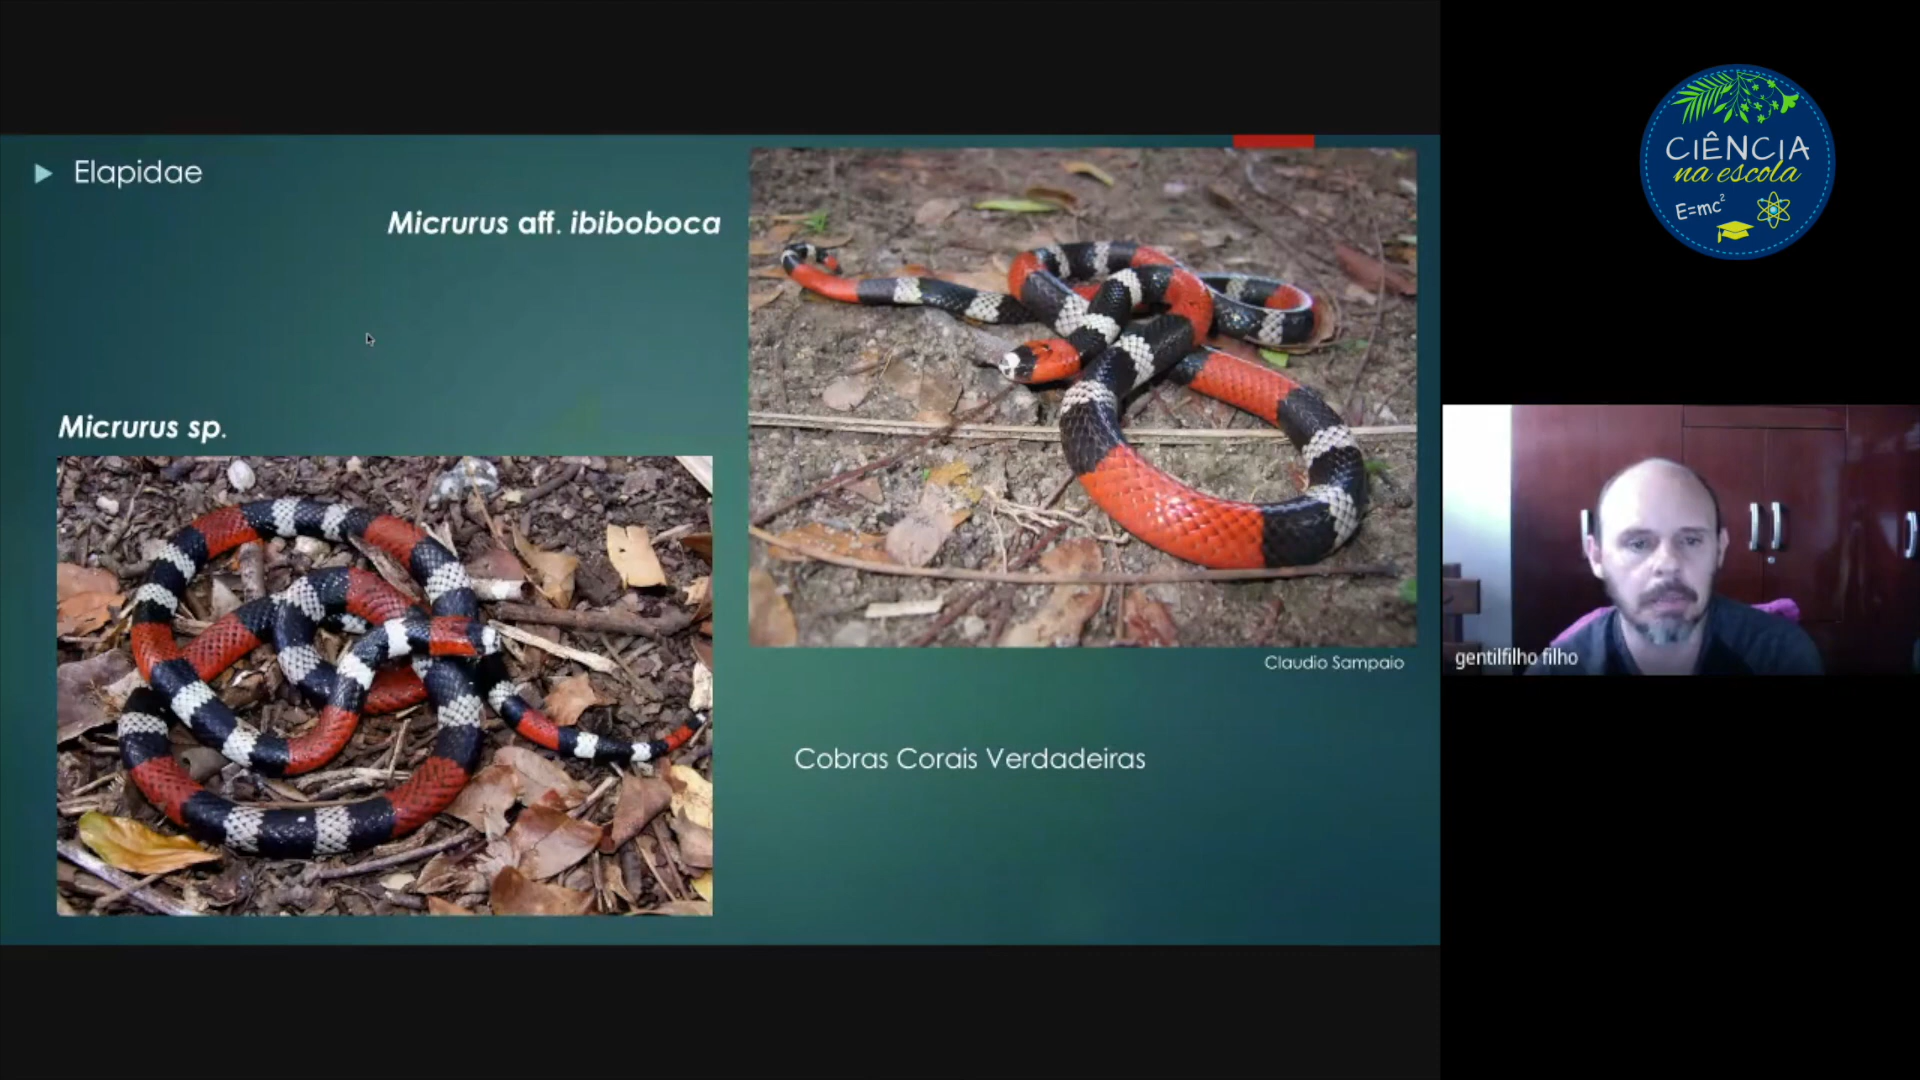 Elapidae
Micrurus aff. ibiboboca
Micrurus sp.
Claudio Sampaio
Cobras Corais Verdadeiras
CIÊNCIA
na escola
E=mc²
gentilfilho filho